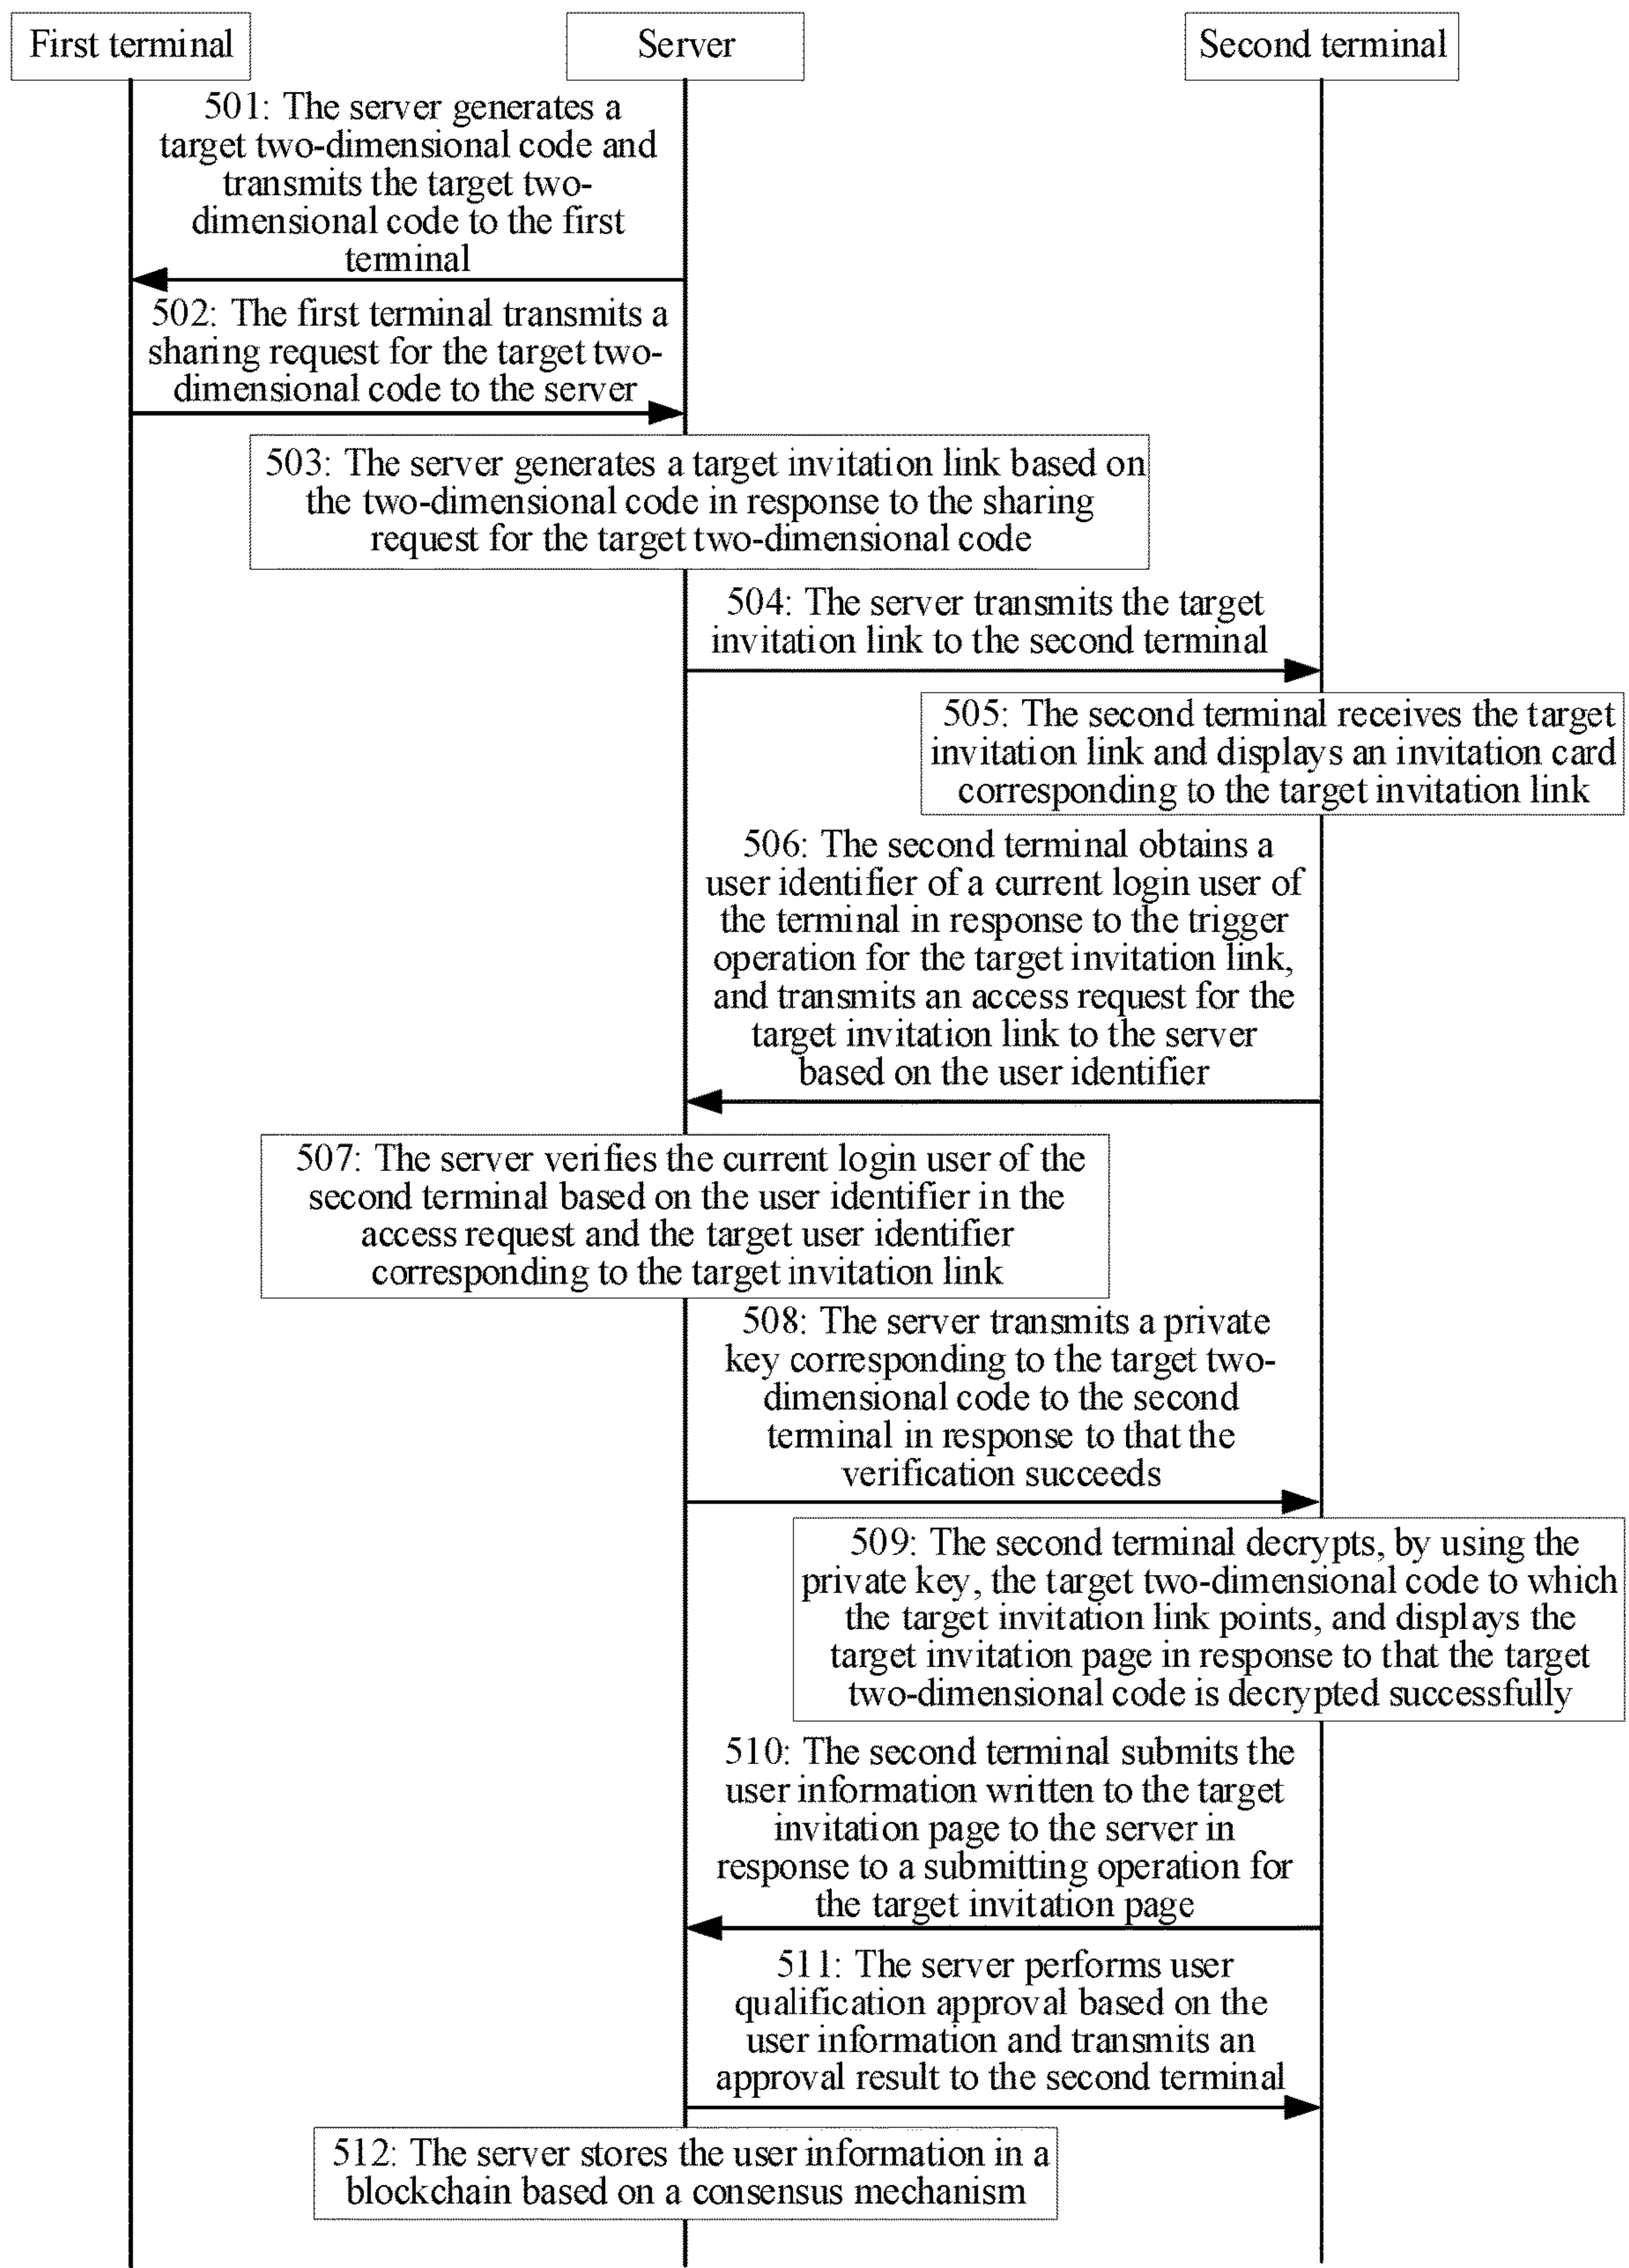 First terminal
Server
Second terminal
501: The server generates a
target two-dimensional code and
transmits the target two-
dimensional code to the first
terminal
502: The first terminal transmits a
sharing request for the target two-
dimensional code to the server
503: The server generates a target invitation link based on
the two-dimensional code in response to the sharing
request for the target two-dimensional code
504: The server transmits the target
invitation link to the second terminal
505: The second terminal receives the target
invitation link and displays an invitation card
corresponding to the target invitation link
506: The second terminal obtains a
user identifier of a current login user of
the terminal in response to the trigger
operation for the target invitation link,
and transmits an access request for the
target invitation link to the server
based on the user identifier
507: The server verifies the current login user of the
second terminal based on the user identifier in the
access request and the target user identifier
corresponding to the target invitation link
508: The server transmits a private
key corresponding to the target two-
dimensional code to the second
terminal in response to that the
verification succeeds
509: The second terminal decrypts, by using the
private key, the target two-dimensional code to which
the target invitation link points, and displays the
target invitation page in response to that the target
two-dimensional code is decrypted successfully
510: The second terminal submits the
user information written to the target
invitation page to the server in
response to a submitting operation for
the target invitation page
511: The server performs user
qualification approval based on the
user information and transmits an
approval result to the second terminal
512: The server stores the user information in a
blockchain based on a consensus mechanism